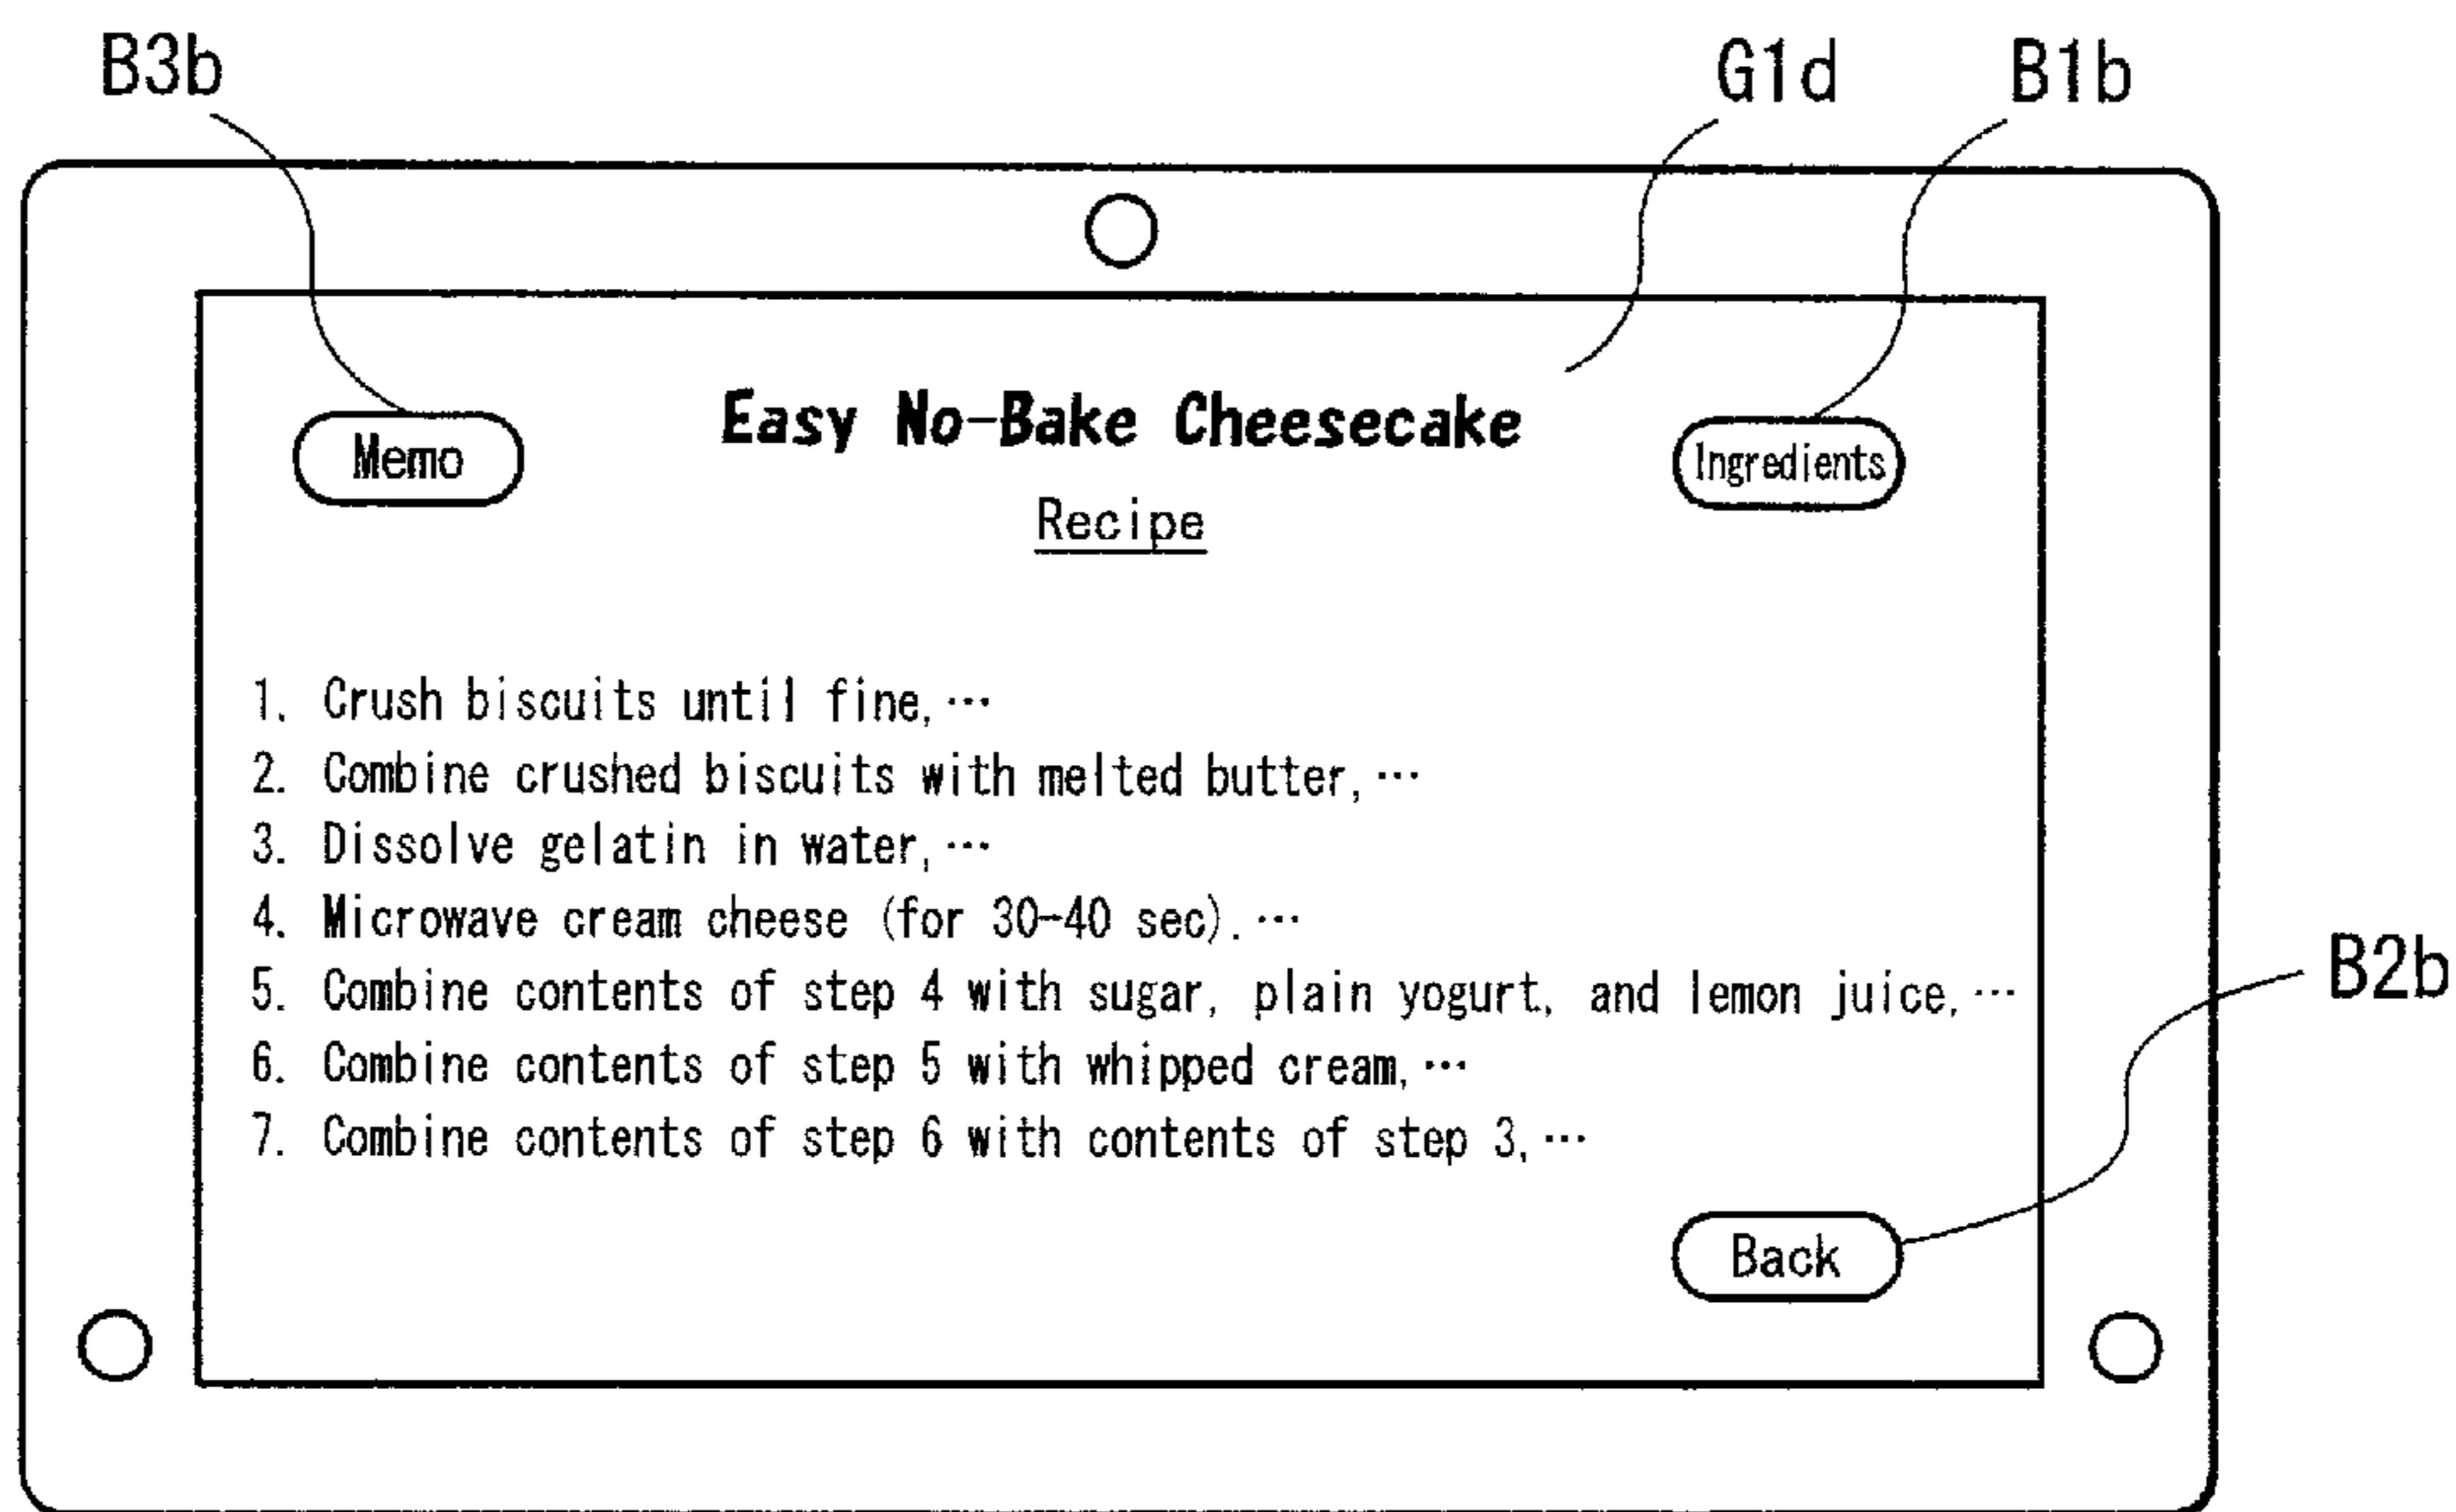 B3b
G1d
B1b
Easy No-Bake Cheesecake
Memo
Ingredients
Recipe
1. Crush biscuits until fine,…
2. Combine crushed biscuits with melted butter,…
3. Dissolve gelatin in water,…
4. Microwave cream cheese (for 30-40 sec).…
5. Combine contents of step 4 with sugar, plain yogurt, and lemon juice,…
B2b
6. Combine contents of step 5 with whipped cream,…
7. Combine contents of step 6 with contents of step 3,…
Back